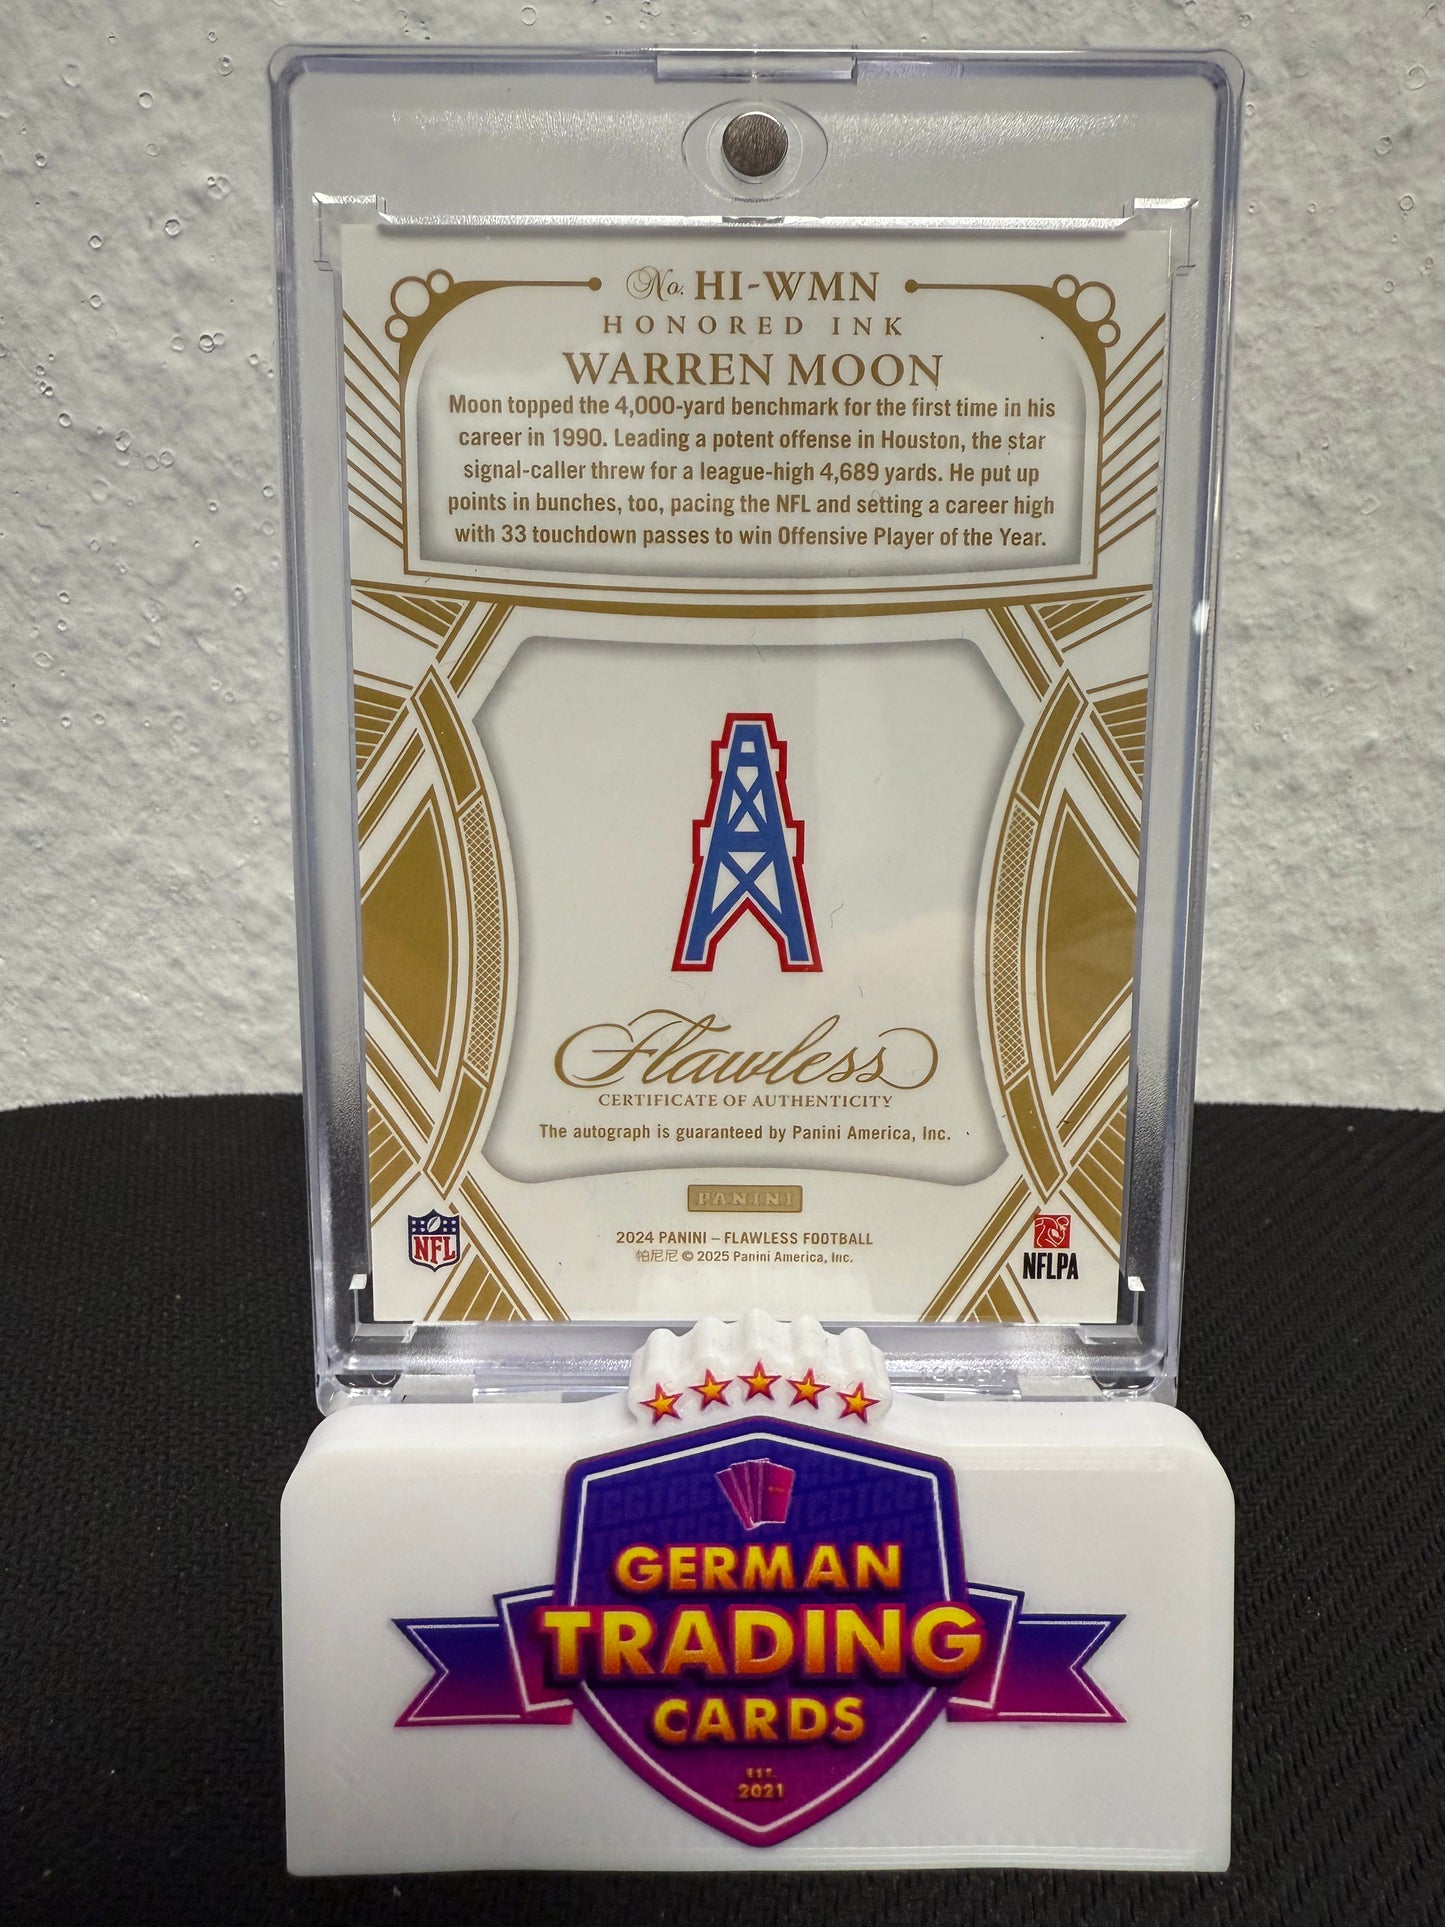 No. HI-WMN
HONORED INK
WARREN MOON
Moon topped the 4,000-yard benchmark for the first time in his
career in 1990. Leading a potent offense in Houston, the star
signal-caller threw for a league-high 4,689 yards. He put up
points in bunches, too, pacing the NFL and setting a career high
with 33 touchdown passes to win Offensive Player of the Year.
Flawless
CERTIFICATE OF AUTHENTICITY
The autograph is guaranteed by Panini America, Inc.
PANINI
NFL
2024 PANINI – FLAWLESS FOOTBALL
帕尼尼 © 2025 Panini America, Inc.
NFLPA
GERMAN
TRADING
CARDS
EST.
2021